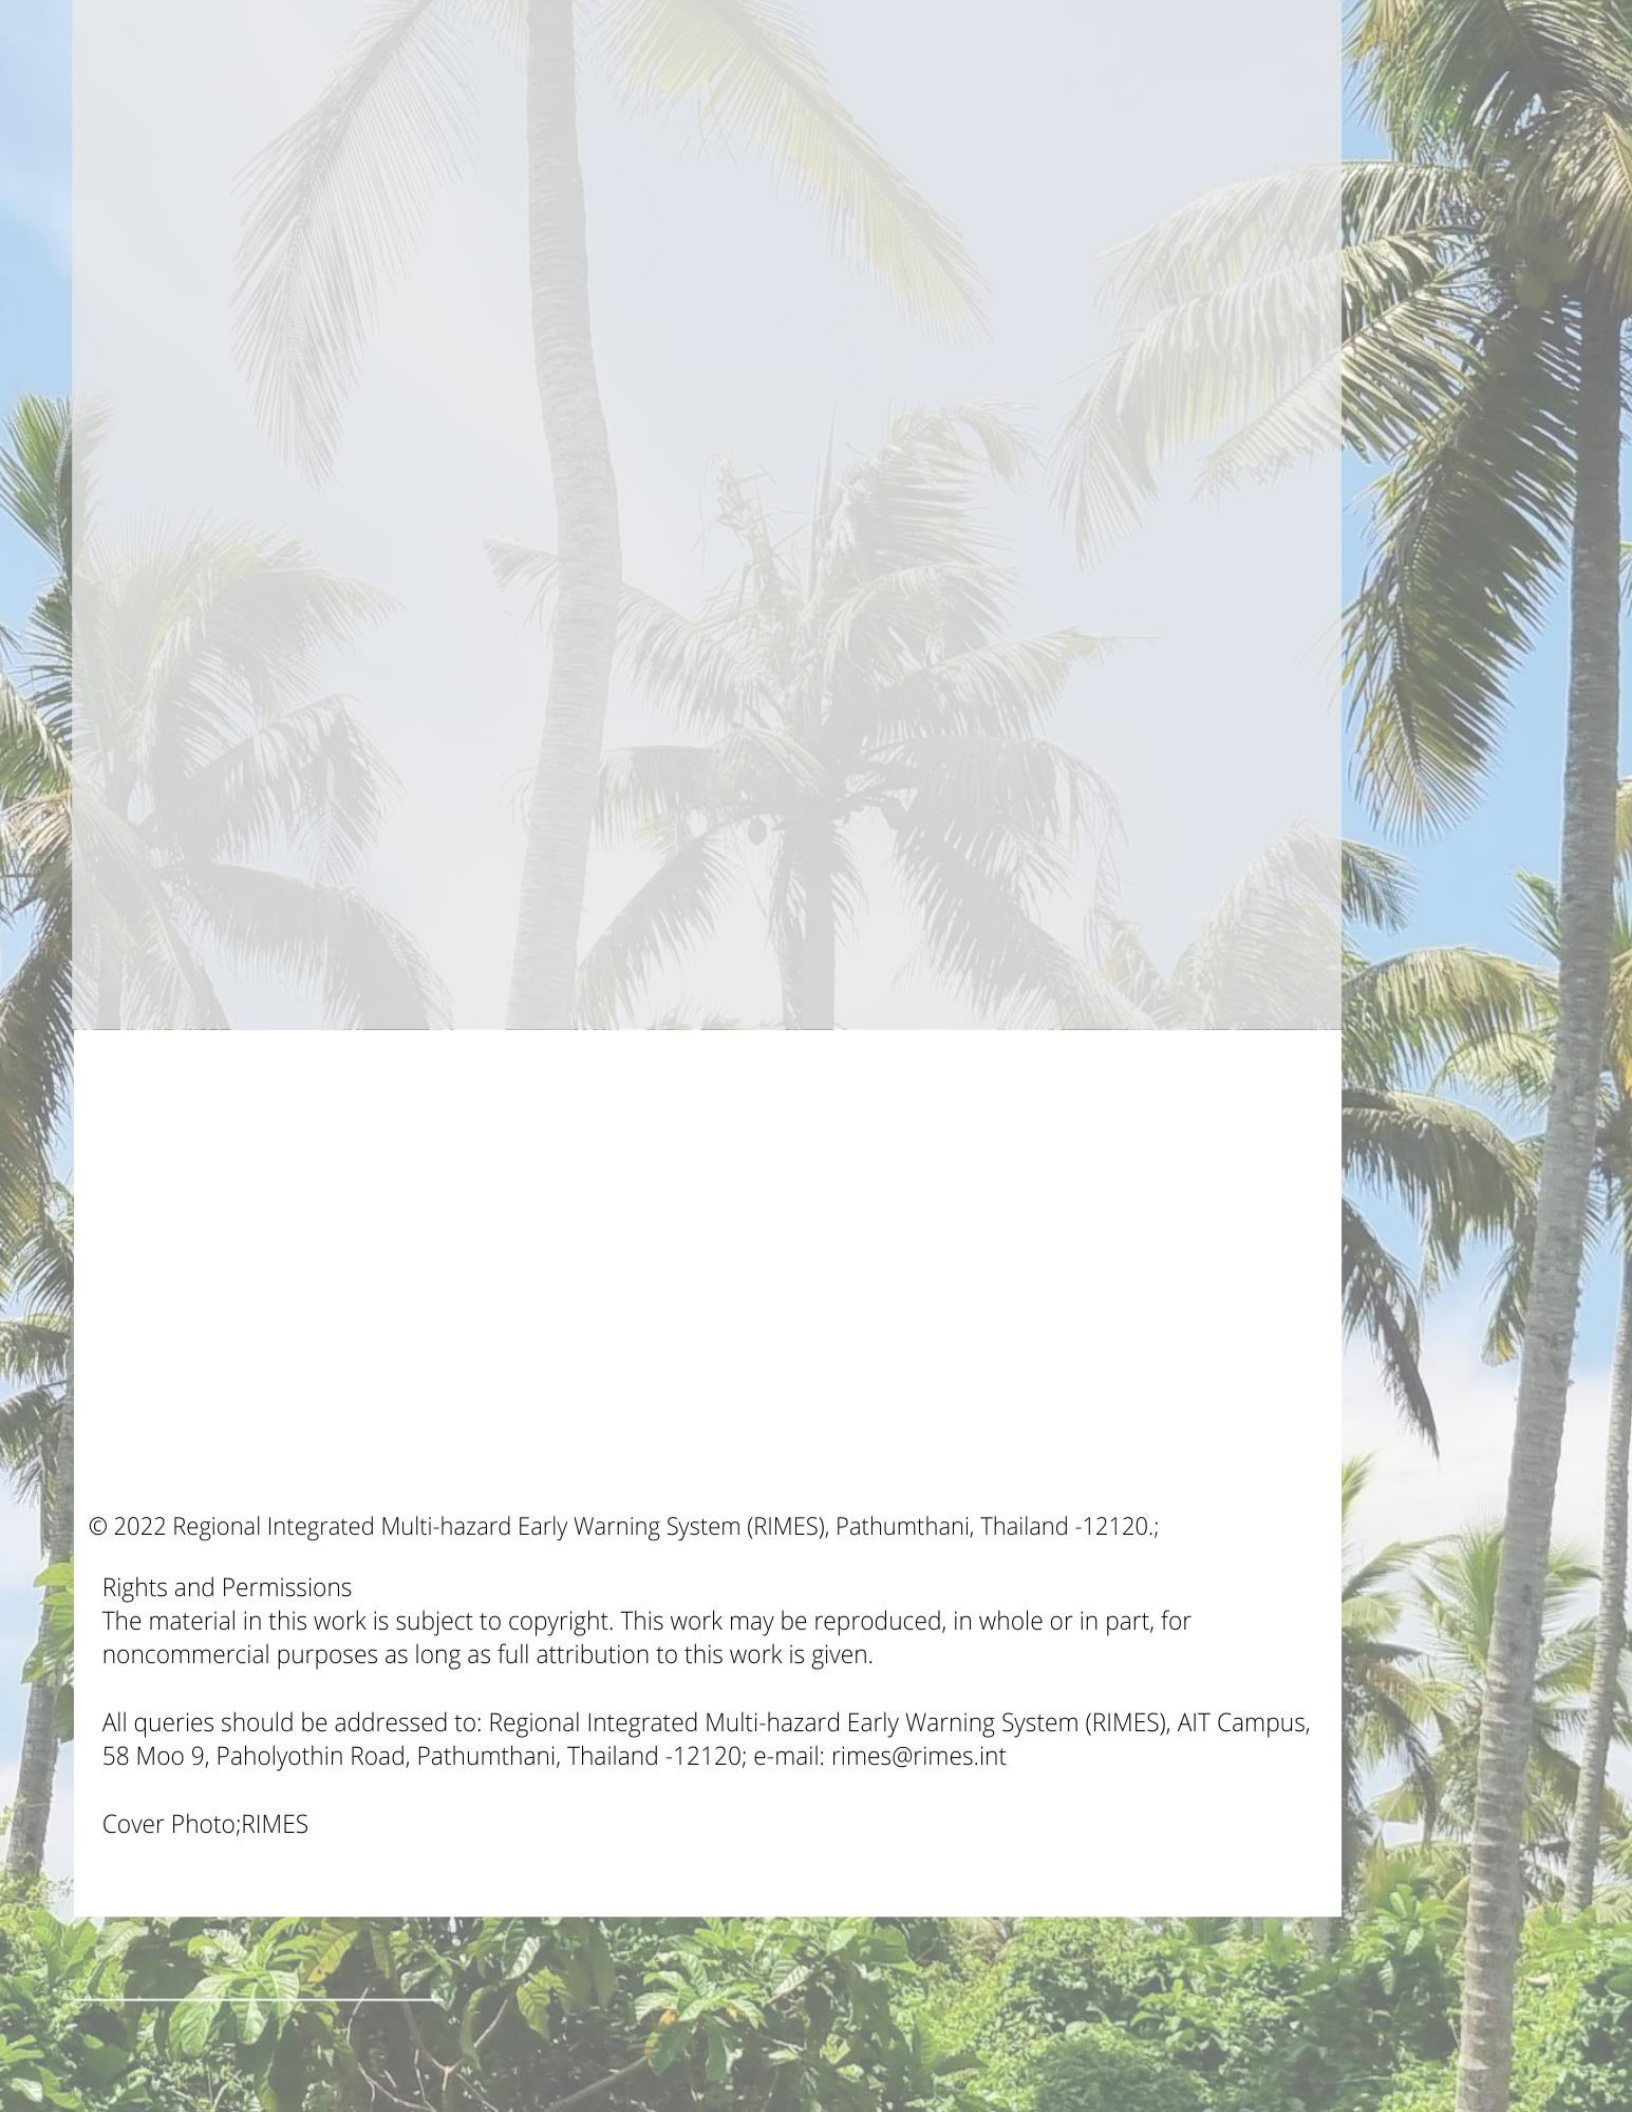 © 2022 Regional Integrated Multi-hazard Early Warning System (RIMES), Pathumthani, Thailand -12120.;
Rights and Permissions
The material in this work is subject to copyright. This work may be reproduced, in whole or in part, for
noncommercial purposes as long as full attribution to this work is given.
All queries should be addressed to: Regional Integrated Multi-hazard Early Warning System (RIMES), AIT Campus,
58 Moo 9, Paholyothin Road, Pathumthani, Thailand -12120; e-mail: rimes@rimes.int
Cover Photo;RIMES